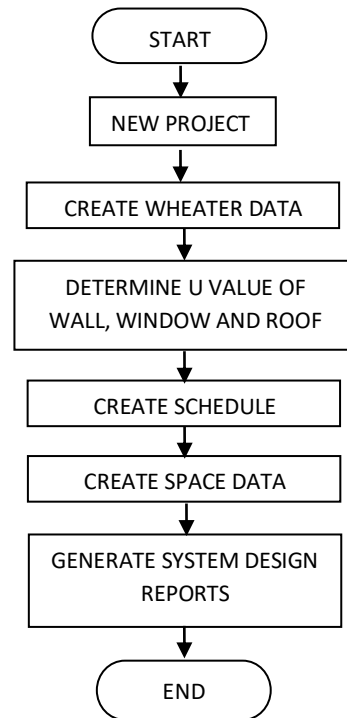 START
NEW PROJECT
CREATE WHEATER DATA
DETERMINE U VALUE OF
WALL, WINDOW AND ROOF
CREATE SCHEDULE
CREATE SPACE DATA
GENERATE SYSTEM DESIGN
REPORTS
END